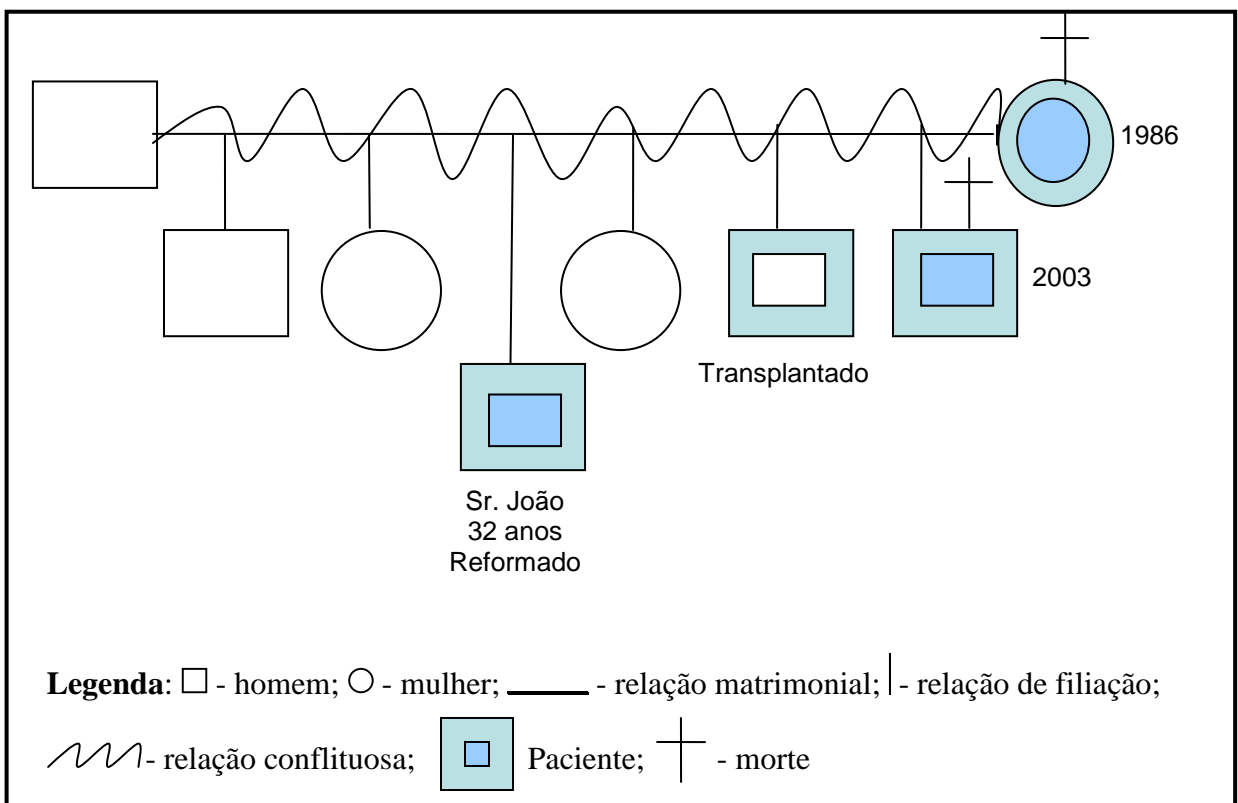 1986
2003
Transplantado
Sr. João
32 anos
Reformado
Legenda: □ - homem; ○ - mulher; - relação matrimonial; | - relação de filiação;
- relação conflituosa; Paciente; - morte